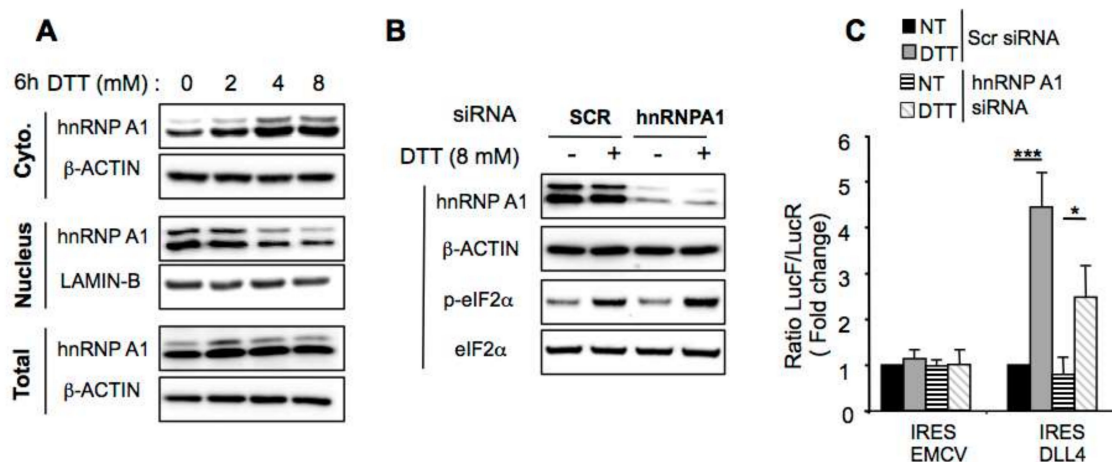 A
6h DTT (mM) : 0 2 4 8
Cyto.
hnRNP A1
β-ACTIN
Nucleus
hnRNP A1
LAMIN-B
Total
hnRNP A1
β-ACTIN
B
siRNA SCR hnRNPA1
DTT (8 mM) - + - +
hnRNP A1
β-ACTIN
p-eIF2α
eIF2α
C
NT
DTT
Scr siRNA
NT
DTT
hnRNP A1
siRNA
Ratio LucF/LucR
( Fold change)
6
5
4
3
2
1
0
***
*
IRES
EMCV
IRES
DLL4